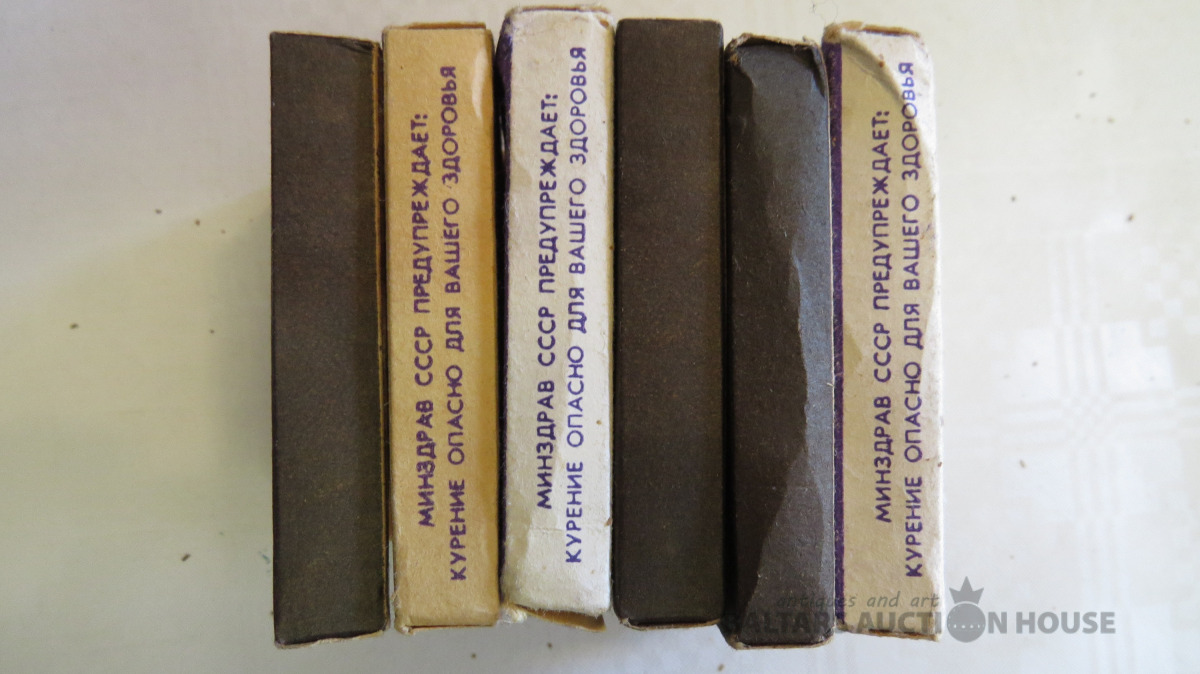 МИНЗДРАВ СССР ПРЕДУПРЕЖДАЕТ:
КУРЕНИЕ ОПАСНО ДЛЯ ВАШЕГО ЗДОРОВЬЯ
МИНЗДРАВ СССР ПРЕДУПРЕЖДАЕТ:
КУРЕНИЕ ОПАСНО ДЛЯ ВАШЕГО ЗДОРОВЬЯ
МИНЗДРАВ СССР ПРЕДУПРЕЖДАЕТ:
КУРЕНИЕ ОПАСНО ДЛЯ ВАШЕГО ЗДОРОВЬЯ
antiques and art
ALTARS AUCTION HOUSE